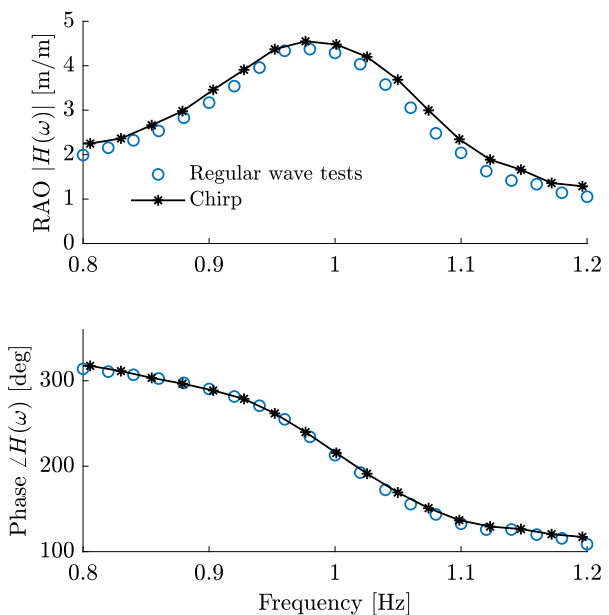 RAO |H(ω)| [m/m]
5
4
3
2
1
0
Regular wave tests
Chirp
0.8 0.9 1 1.1 1.2
Phase ∠H(ω) [deg]
300
200
100
0.8 0.9 1 1.1 1.2
Frequency [Hz]